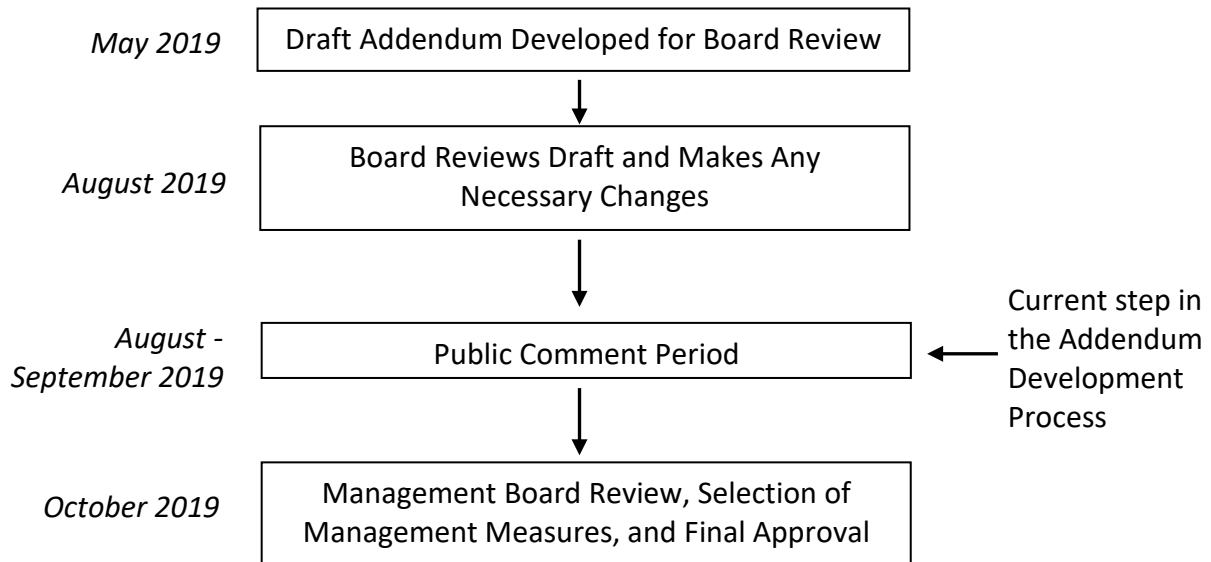 May 2019
Draft Addendum Developed for Board Review
August 2019
Board Reviews Draft and Makes Any
Necessary Changes
August -
September 2019
Public Comment Period
Current step in
the Addendum
Development
Process
October 2019
Management Board Review, Selection of
Management Measures, and Final Approval